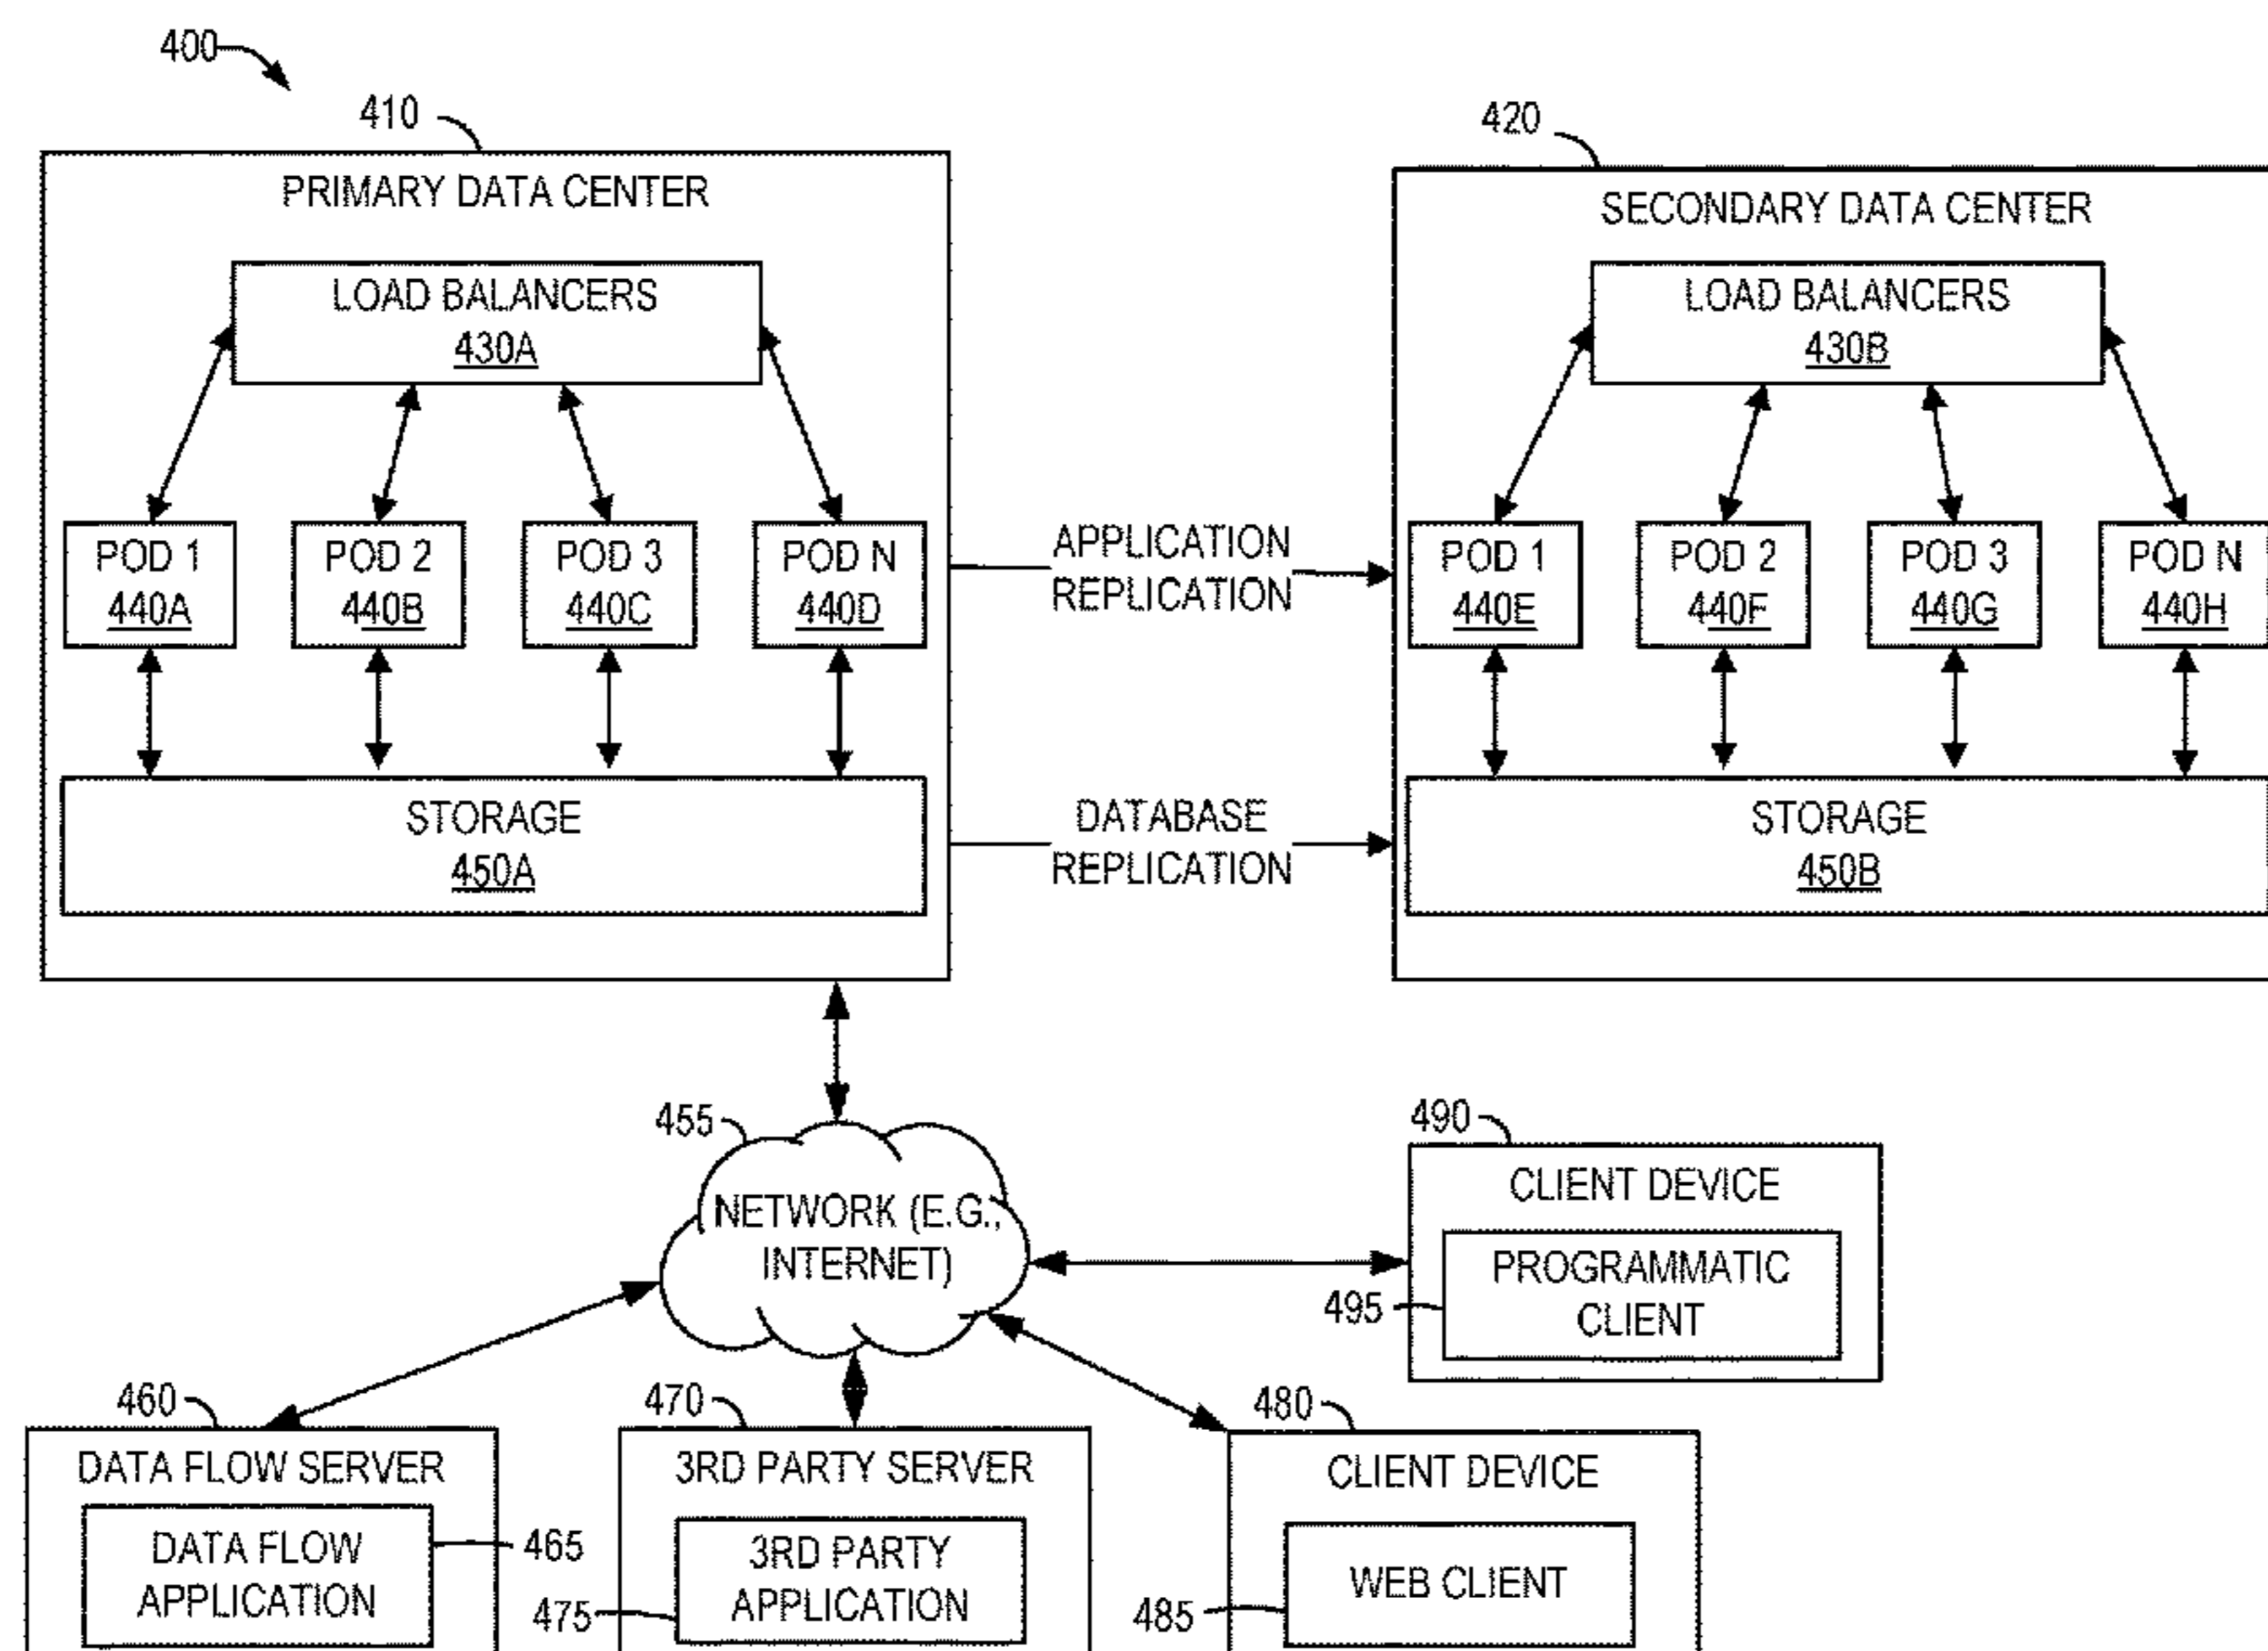 400
410
420
PRIMARY DATA CENTER
LOAD BALANCERS
430A
POD 1
440A
POD 2
440B
POD 3
440C
POD N
440D
STORAGE
450A
APPLICATION
REPLICATION
DATABASE
REPLICATION
SECONDARY DATA CENTER
LOAD BALANCERS
430B
POD 1
440E
POD 2
440F
POD 3
440G
POD N
440H
STORAGE
450B
455
NETWORK (E.G.,
INTERNET)
490
CLIENT DEVICE
PROGRAMMATIC
CLIENT
495
460
DATA FLOW SERVER
DATA FLOW
APPLICATION
465
470
3RD PARTY SERVER
3RD PARTY
APPLICATION
475
480
CLIENT DEVICE
WEB CLIENT
485